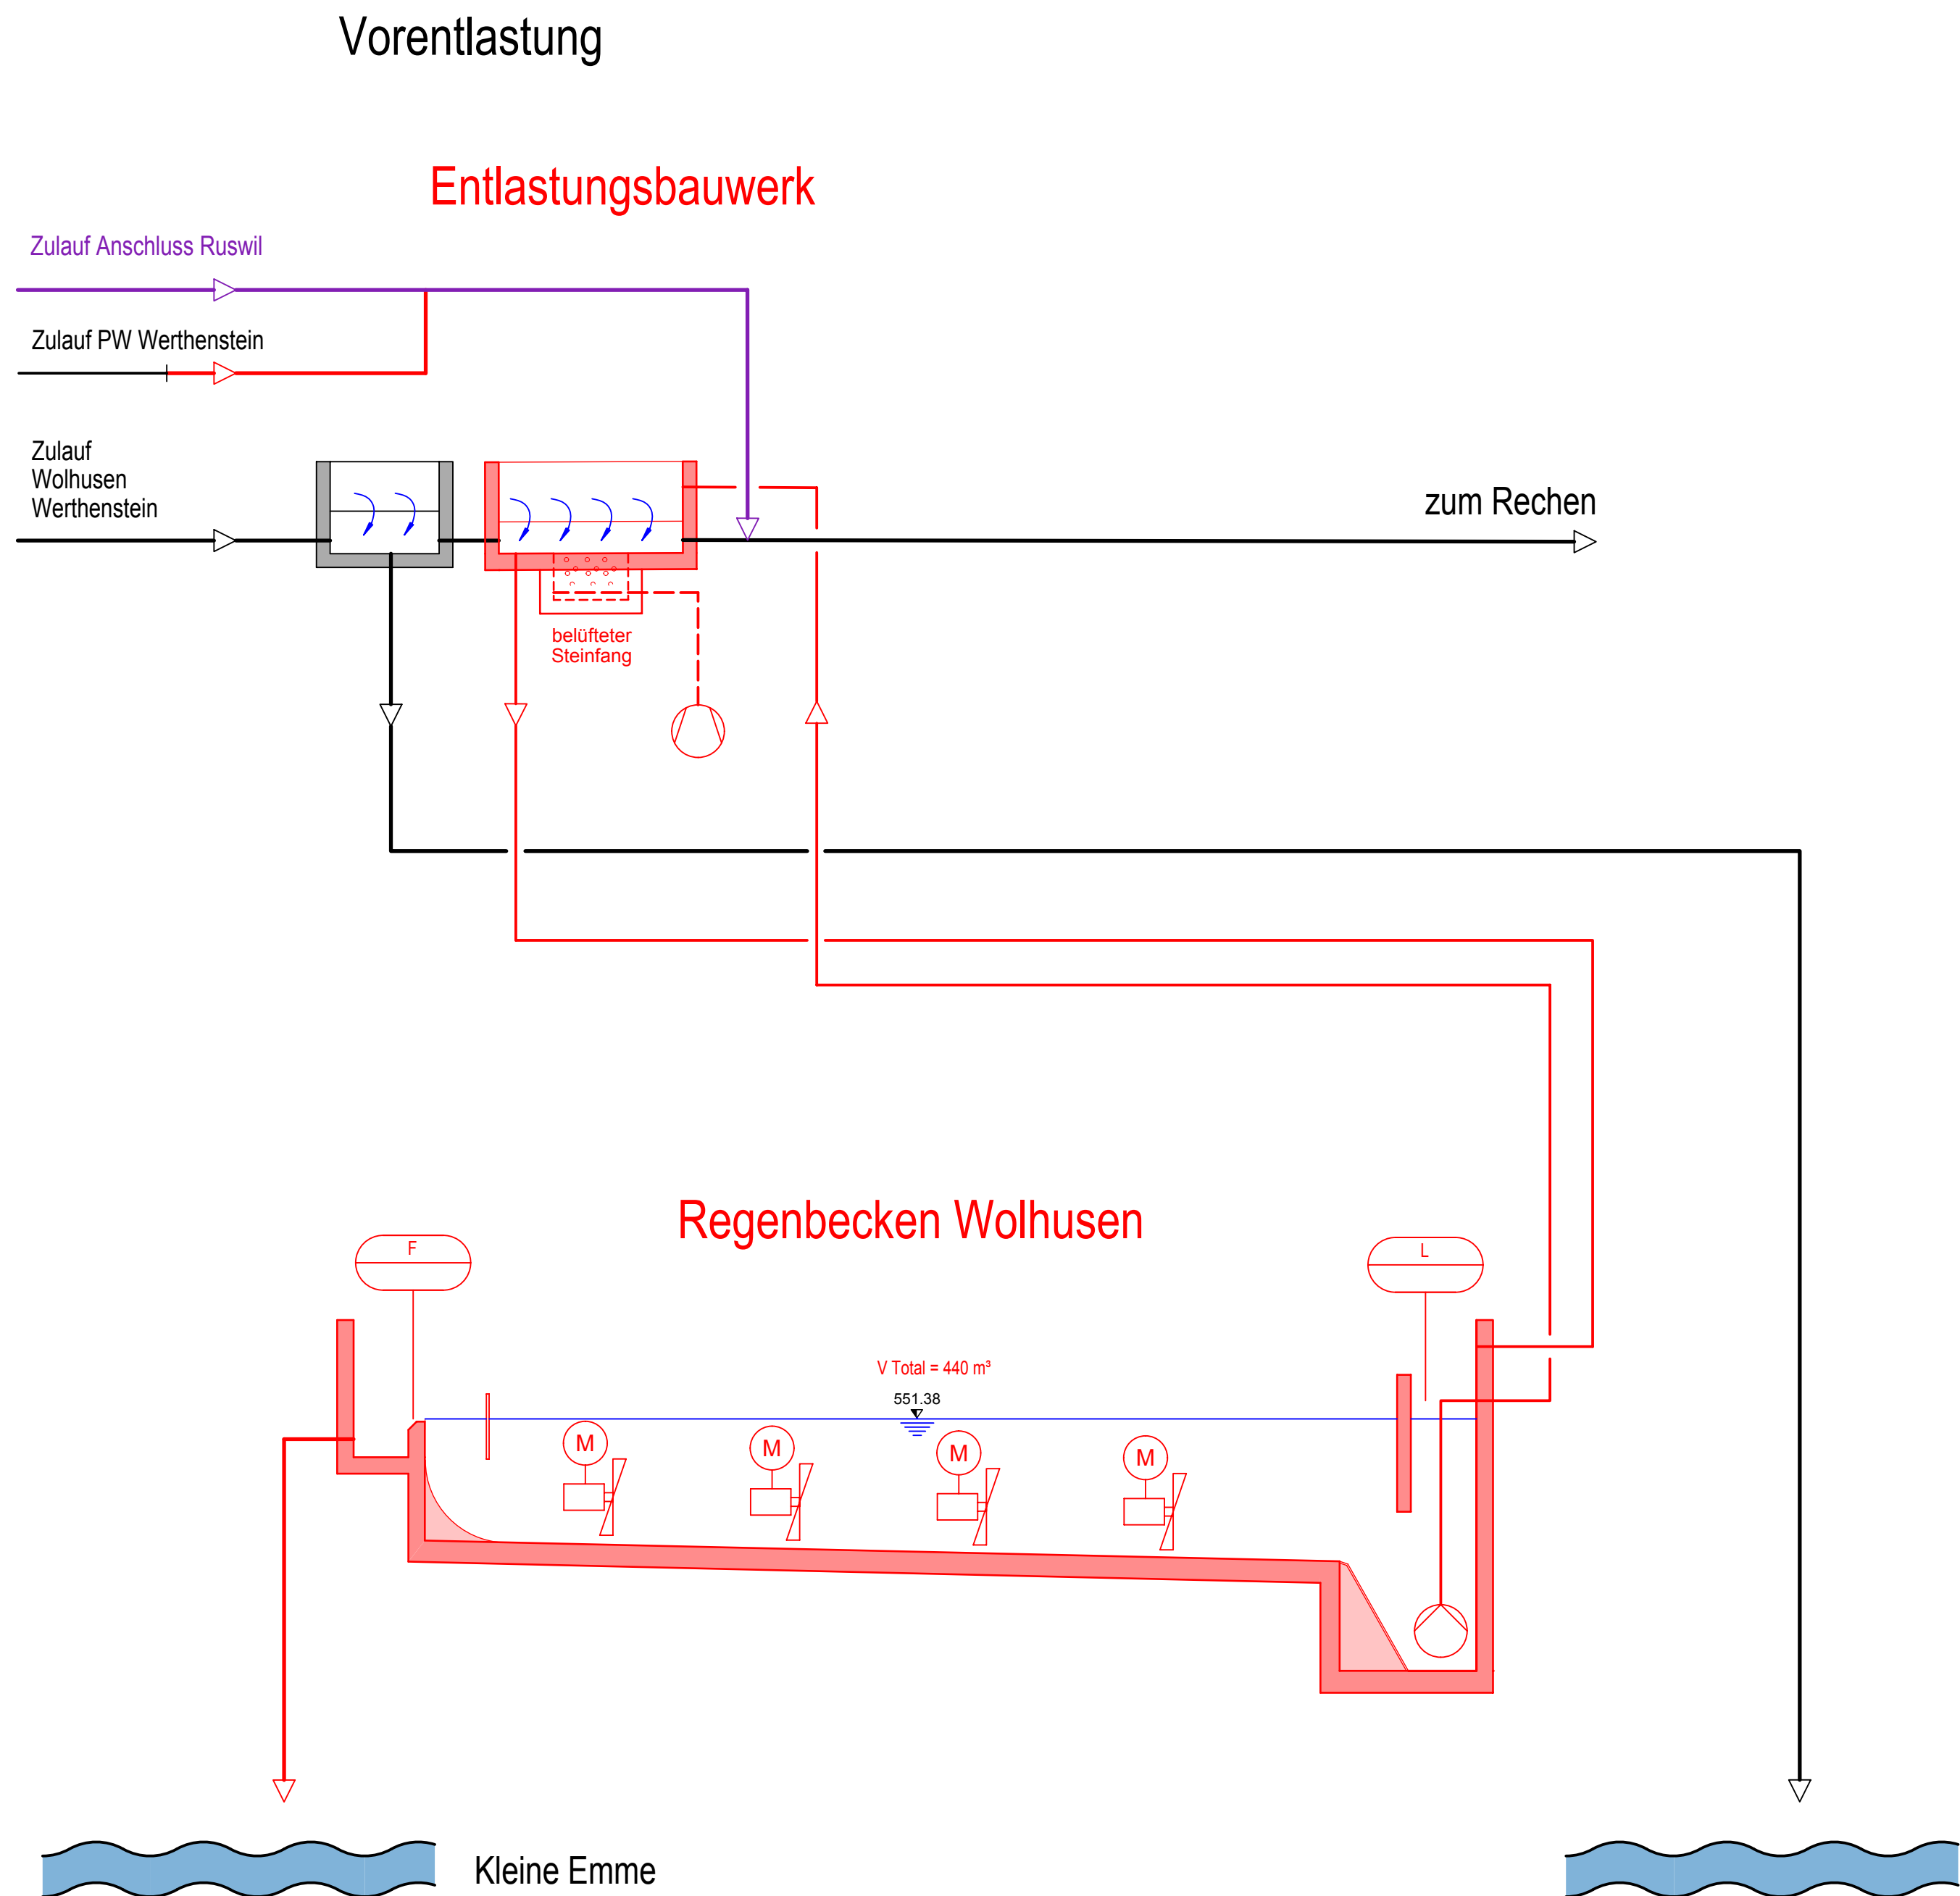 Vorentlastung
Entlastungsbauwerk
Zulauf Anschluss Ruswil
Zulauf PW Werthenstein
Zulauf
Wolhusen
Werthenstein
zum Rechen
belüfteter
Steinfang
Regenbecken Wolhusen
F
L
V Total = 440 m³
551.38
M
M
M
M
Kleine Emme